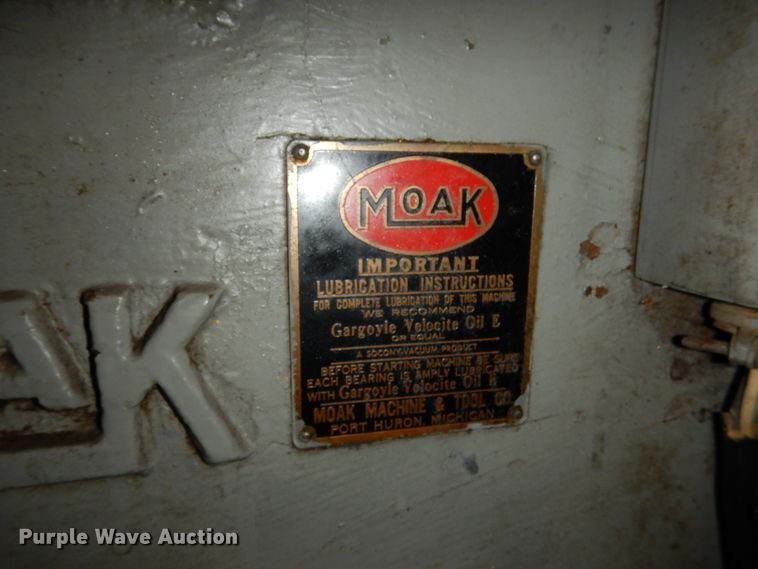 MOAK
IMPORTANT
LUBRICATION INSTRUCTIONS
FOR COMPLETE LUBRICATION OF THIS MACHINE
WE RECOMMEND
Gargoyle Velocite Oil E
OR EQUAL
A SOCONY-VACUUM PRODUCT
BEFORE STARTING MACHINE BE SURE
EACH BEARING IS AMPLY LUBRICATED
WITH Gargoyle Velocite Oil E
MOAK MACHINE & TOOL CO.
PORT HURON, MICHIGAN
AK
Purple Wave Auction